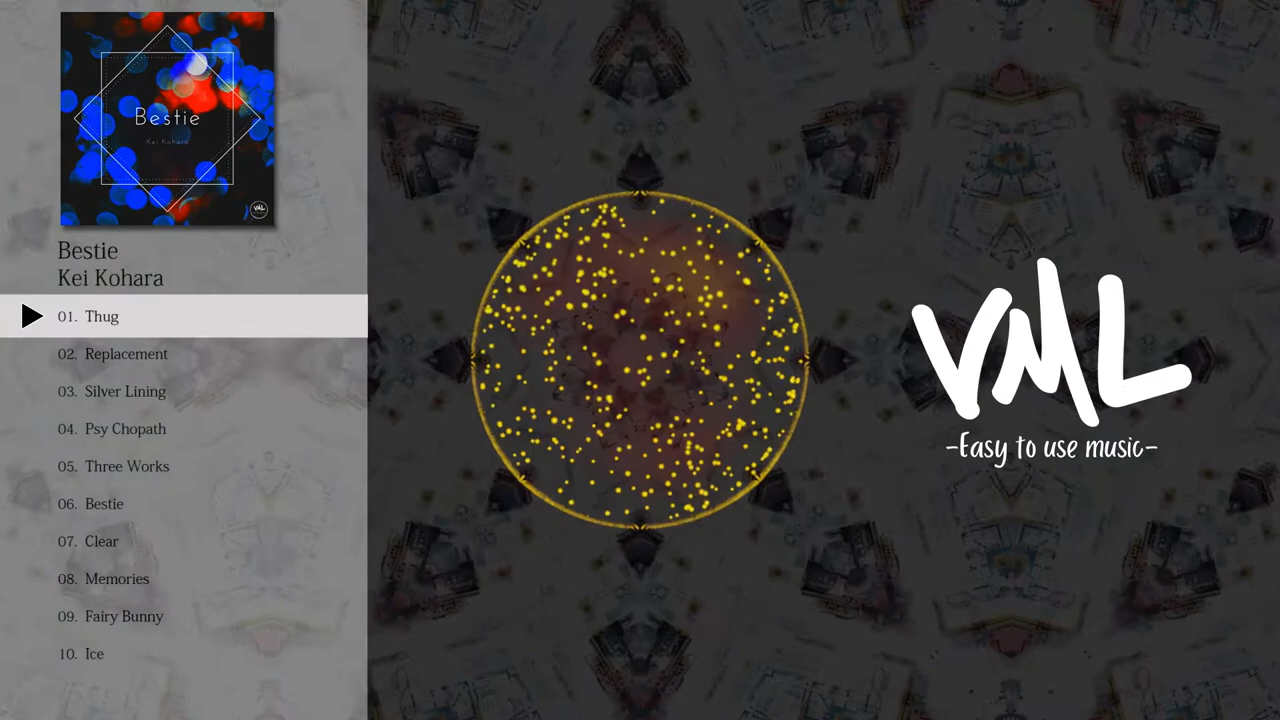 Bestie
Kei Kohara
VML
Bestie
Kei Kohara
01. Thug
02. Replacement
03. Silver Lining
04. Psy Chopath
05. Three Works
06. Bestie
07. Clear
08. Memories
09. Fairy Bunny
10. Ice
VML
-Easy to use music-